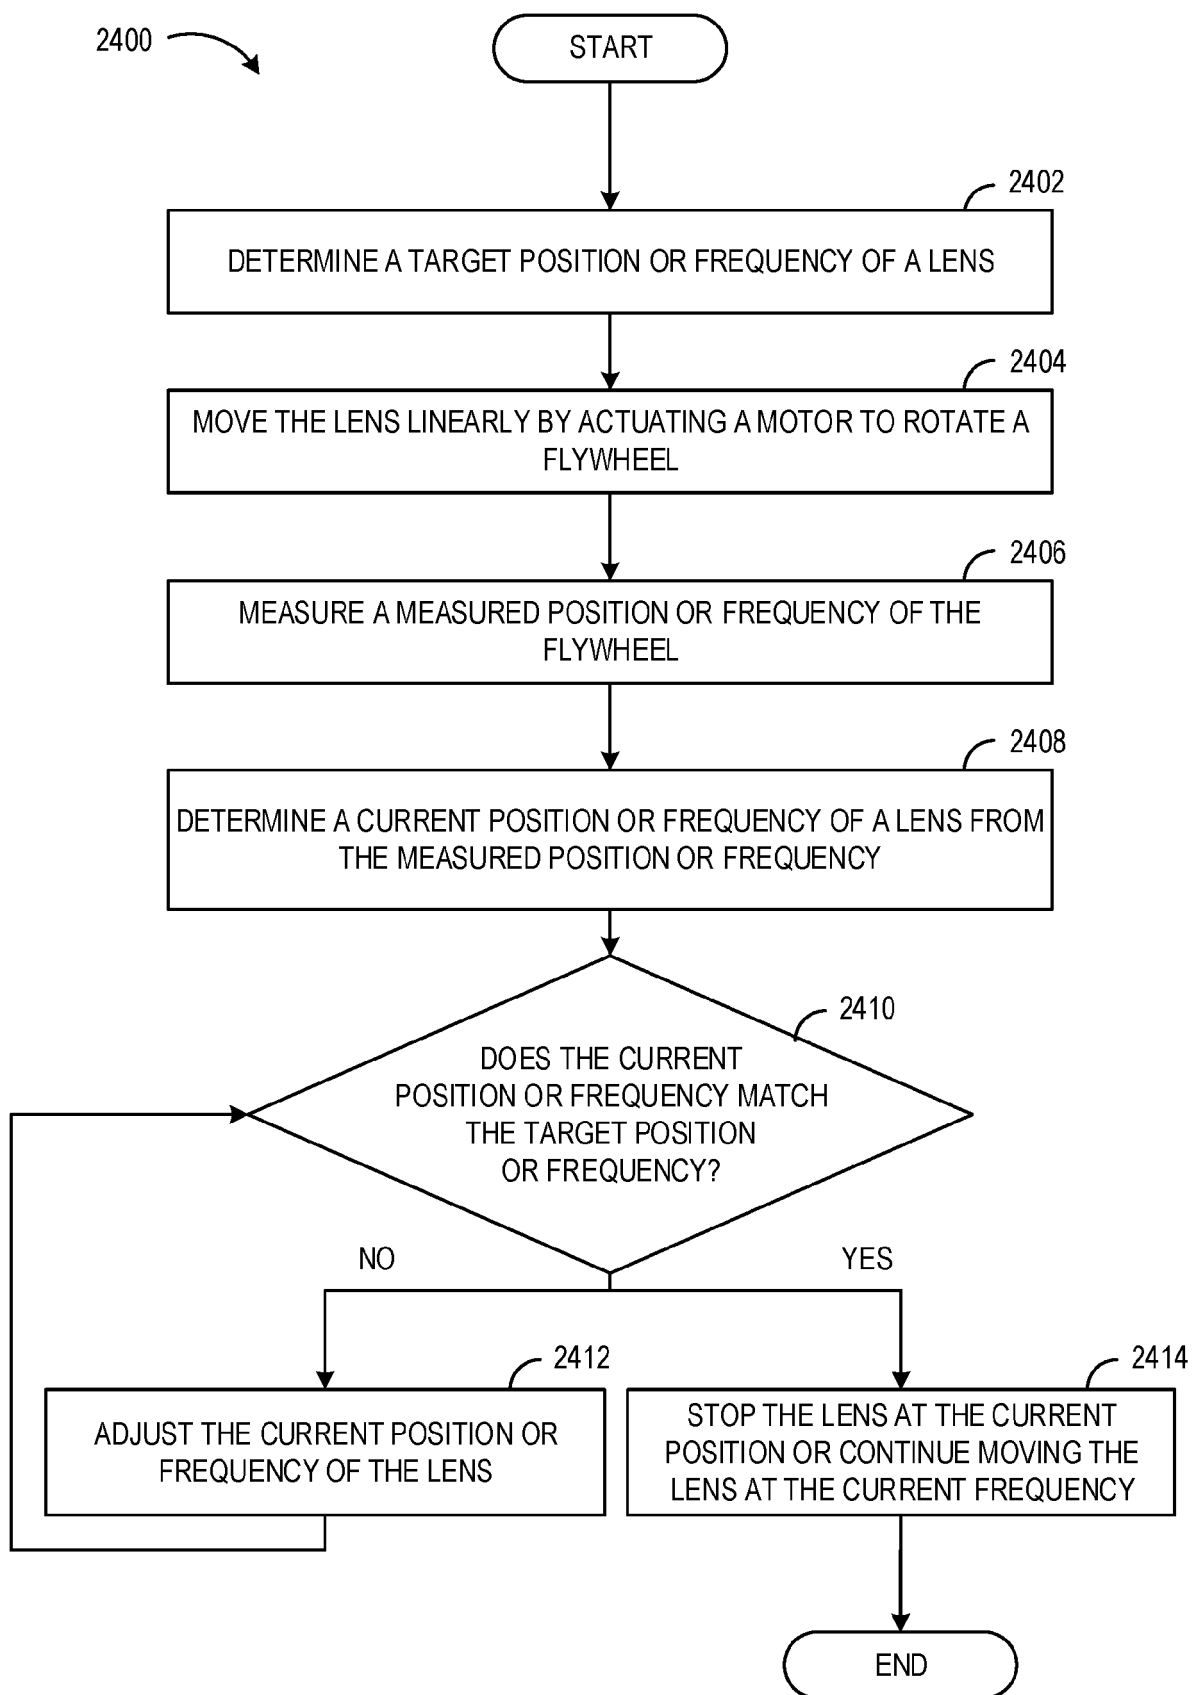 2400
START
2402
DETERMINE A TARGET POSITION OR FREQUENCY OF A LENS
2404
MOVE THE LENS LINEARLY BY ACTUATING A MOTOR TO ROTATE A
FLYWHEEL
2406
MEASURE A MEASURED POSITION OR FREQUENCY OF THE
FLYWHEEL
2408
DETERMINE A CURRENT POSITION OR FREQUENCY OF A LENS FROM
THE MEASURED POSITION OR FREQUENCY
2410
DOES THE CURRENT
POSITION OR FREQUENCY MATCH
THE TARGET POSITION
OR FREQUENCY?
NO
YES
2412
ADJUST THE CURRENT POSITION OR
FREQUENCY OF THE LENS
2414
STOP THE LENS AT THE CURRENT
POSITION OR CONTINUE MOVING THE
LENS AT THE CURRENT FREQUENCY
END